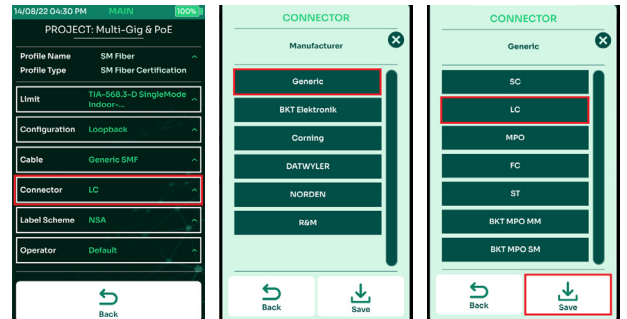 14/08/22 04:30 PM MAIN 100%
PROJECT: Multi-Gig & PoE
Profile Name SM Fiber
Profile Type SM Fiber Certification
Limit TIA-568.3-D SingleMode Indoor-...
Configuration Loopback
Cable Generic SMF
Connector LC
Label Scheme NSA
Operator Default
Back
CONNECTOR
Manufacturer
Generic
BKT Elektronik
Corning
DATWYLER
NORDEN
R&M
Back Save
CONNECTOR
Generic
SC
LC
MPO
FC
ST
BKT MPO MM
BKT MPO SM
Back Save